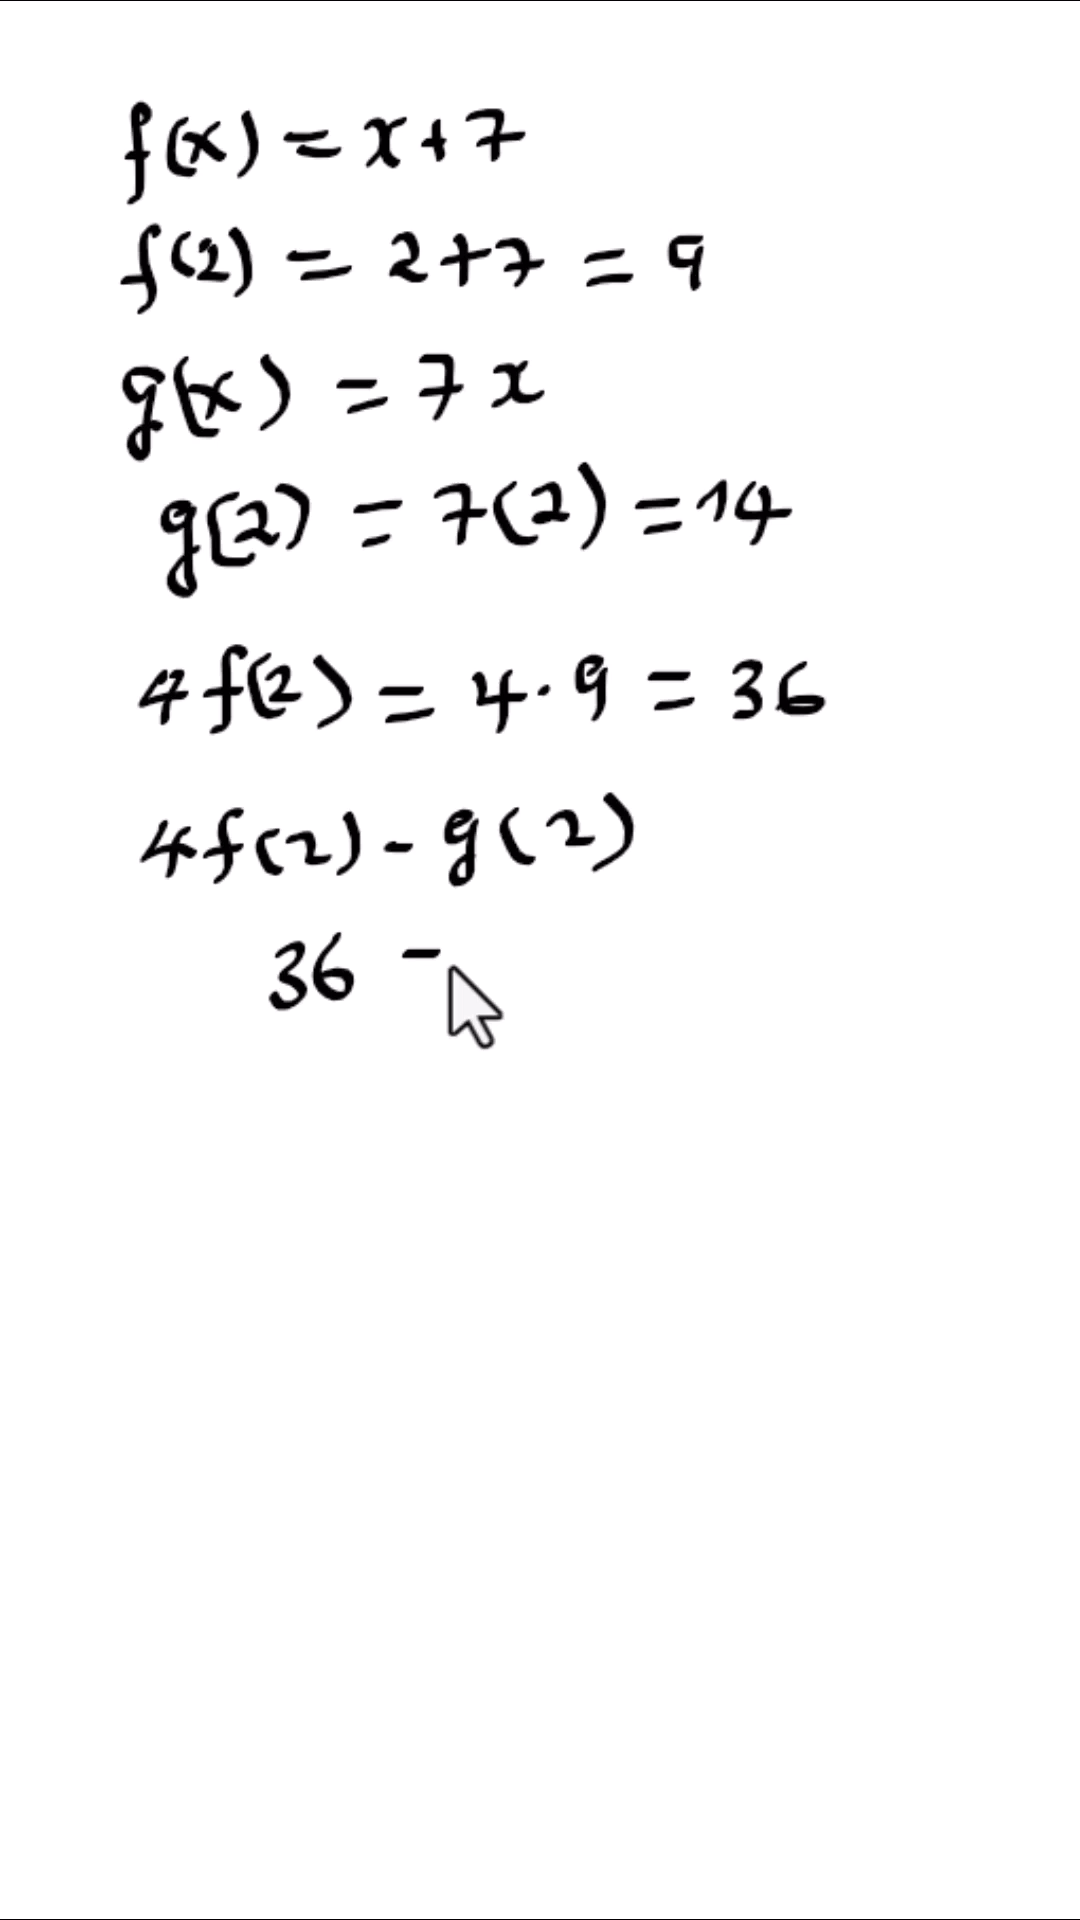 f(x) = x+7
f(2) = 2+7 = 9
g(x) = 7x
g(2) = 7(2) = 14
4f(2) = 4·9 = 36
4f(2) - g(2)
36 -